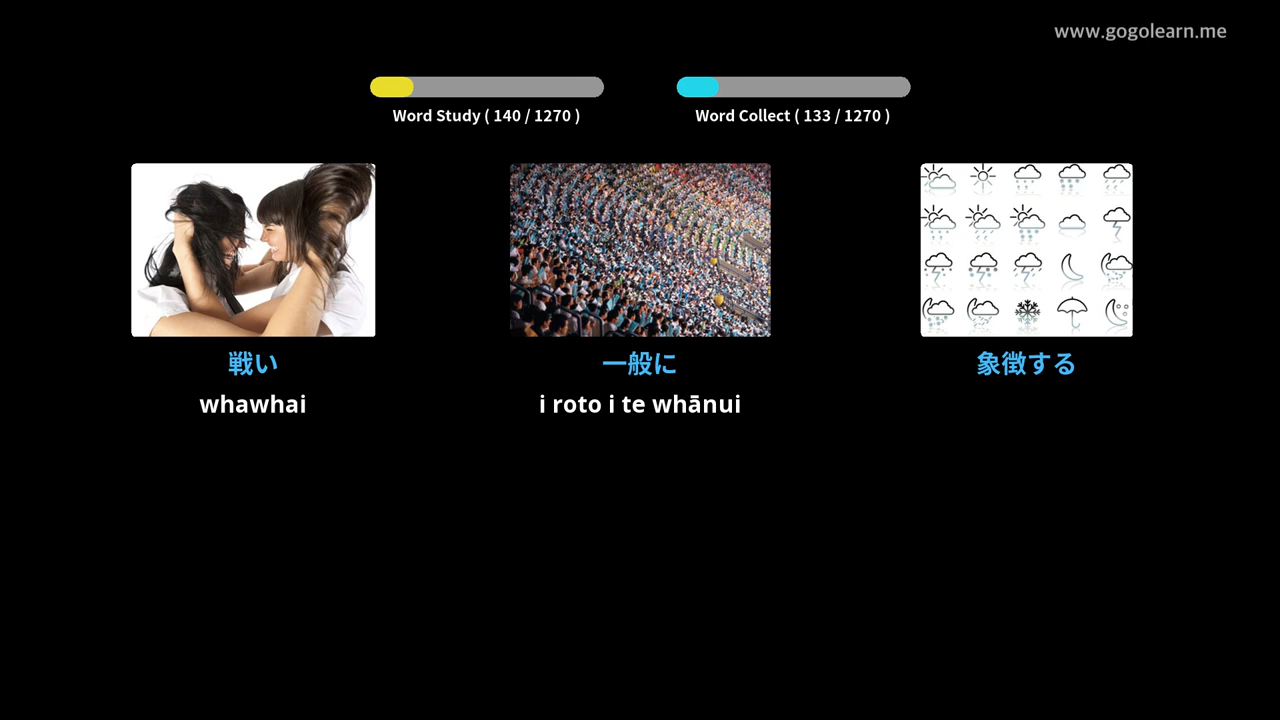 www.gogolearn.me
Word Study ( 140 / 1270 )
Word Collect ( 133 / 1270 )
戦い
whawhai
一般に
i roto i te whānui
象徴する